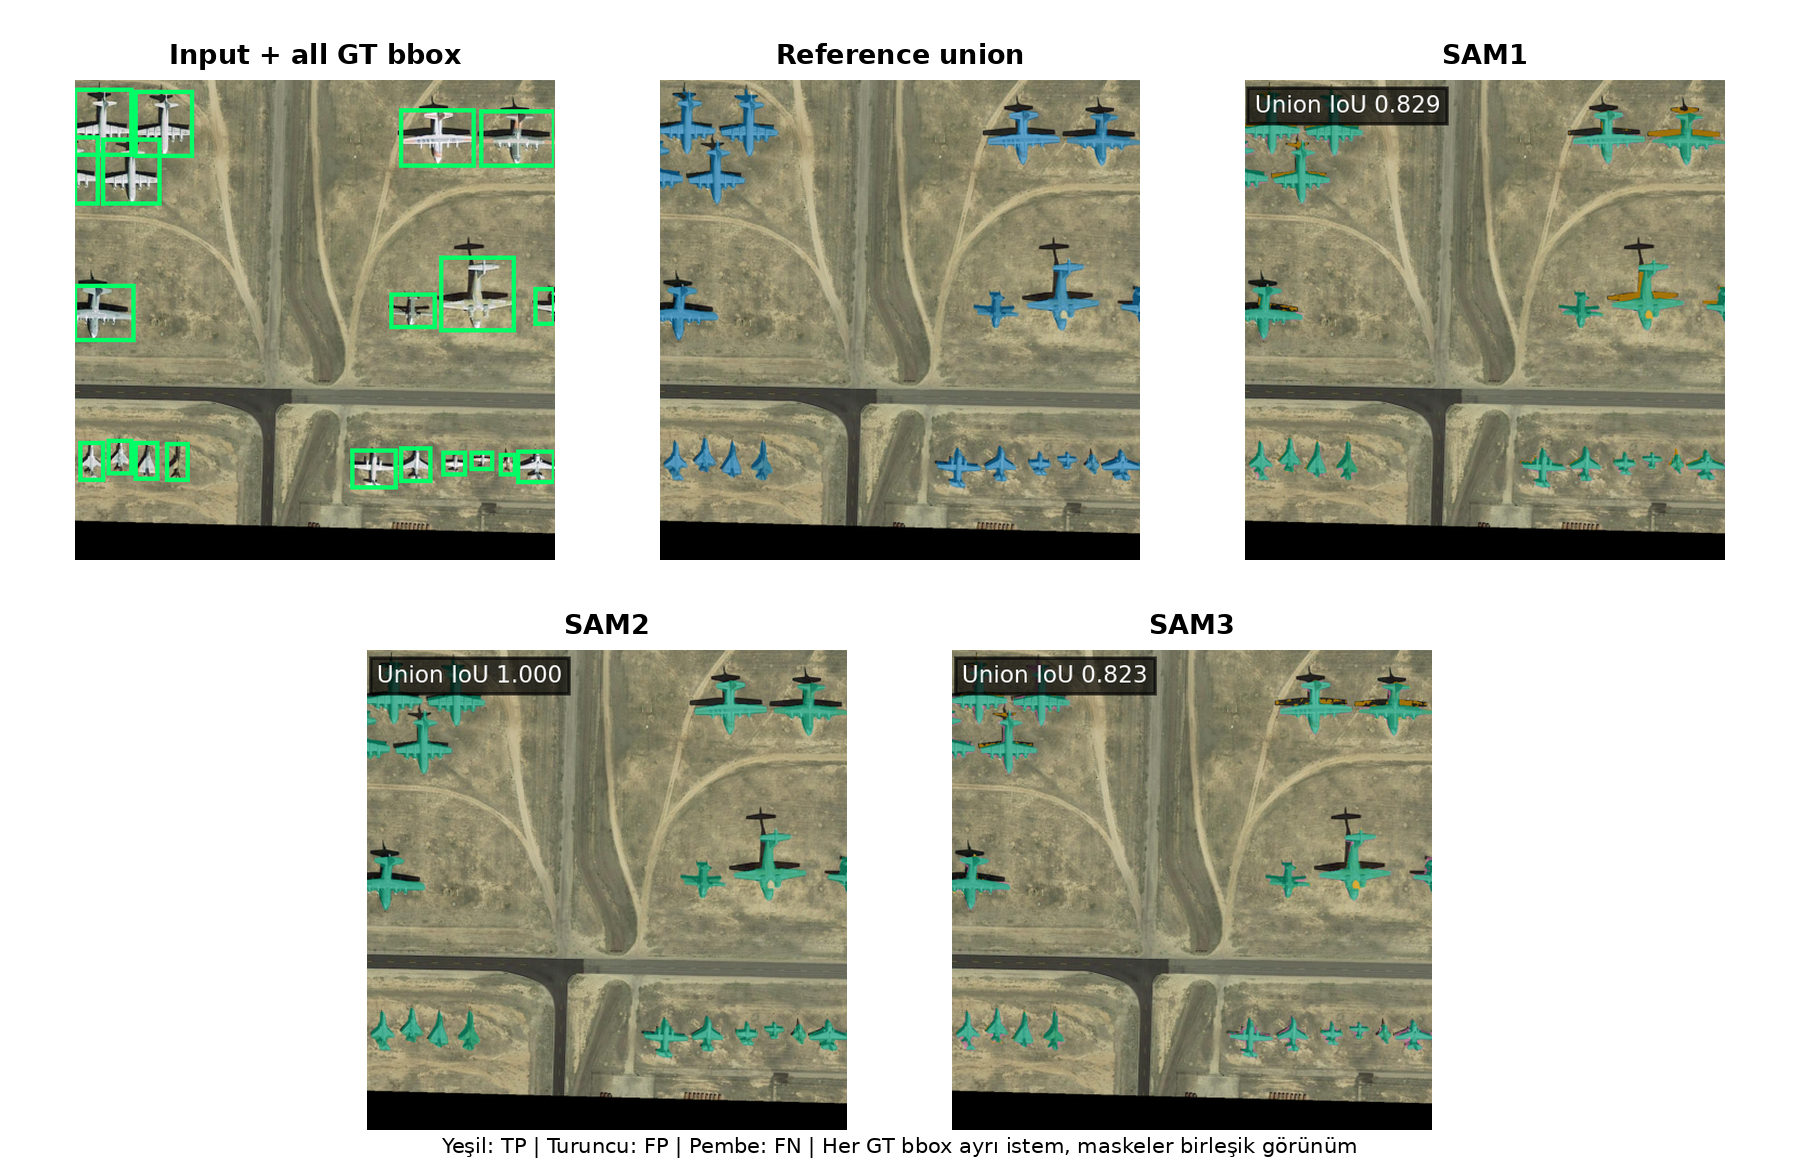 Input + all GT bbox
Reference union
SAM1
Union IoU 0.829
SAM2
SAM3
Union IoU 1.000
Union IoU 0.823
Yeşil: TP | Turuncu: FP | Pembe: FN | Her GT bbox ayrı istem, maskeler birleşik görünüm